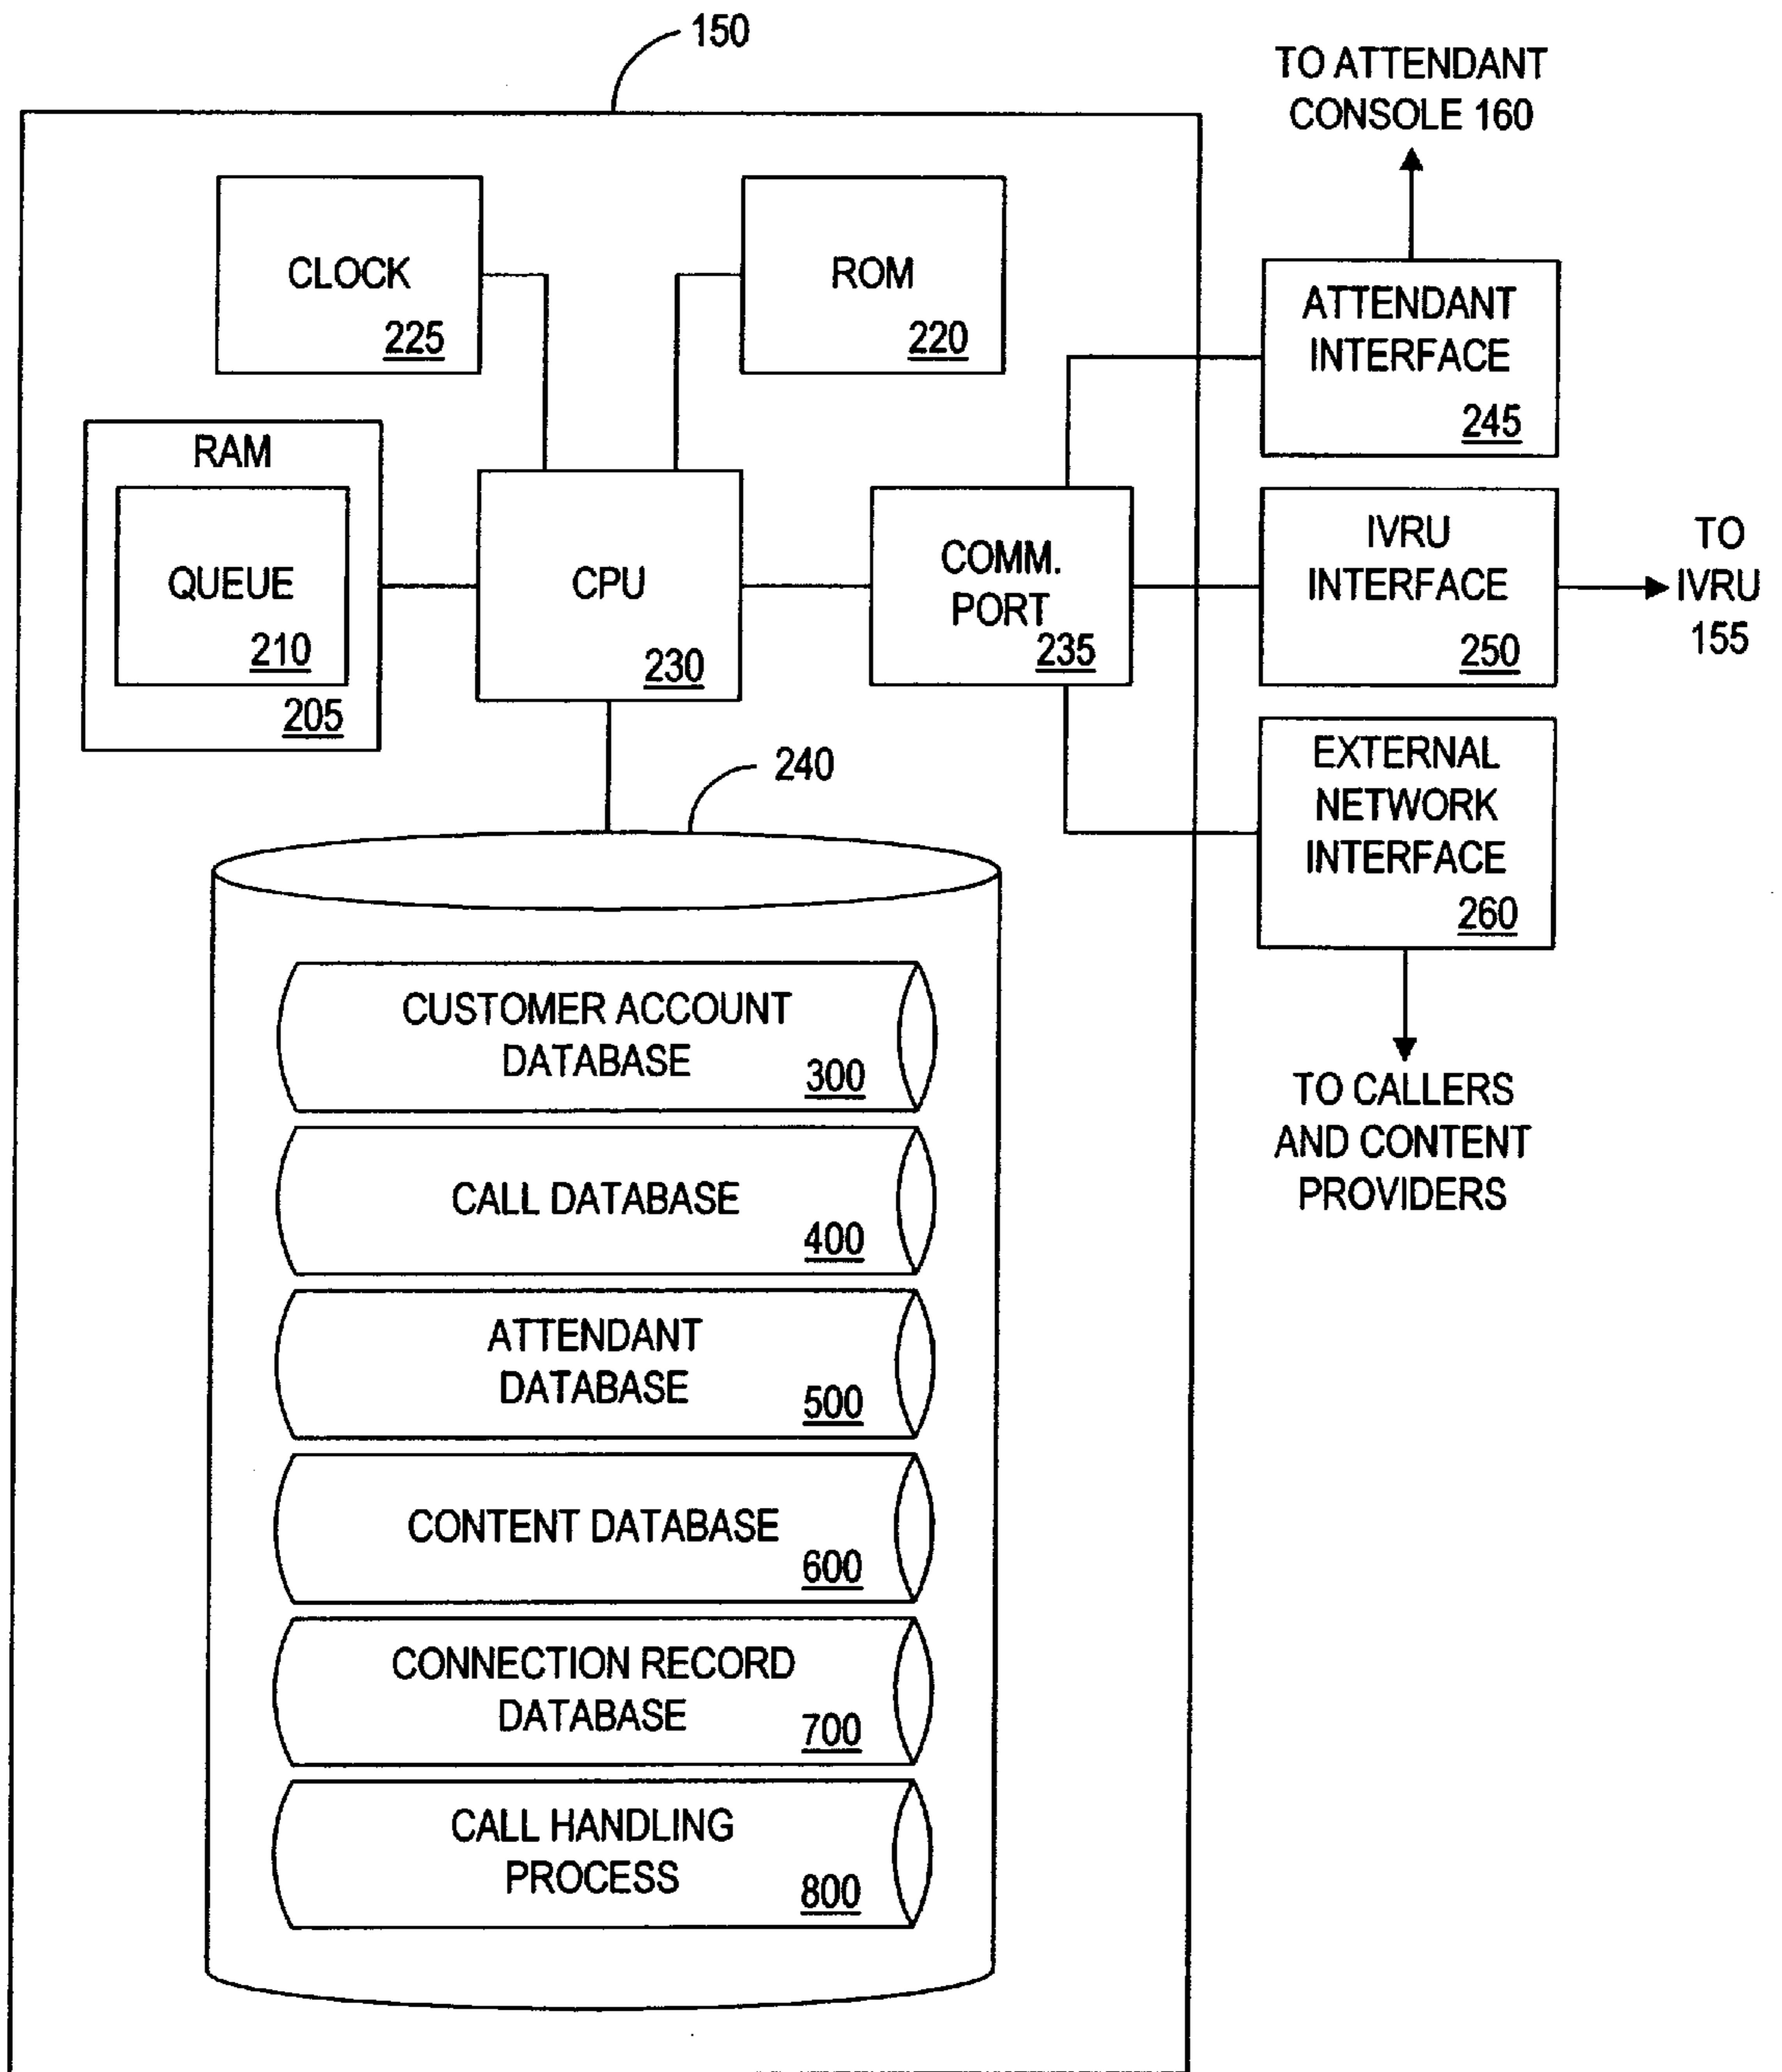 150
TO ATTENDANT
CONSOLE 160
CLOCK
225
ROM
220
ATTENDANT
INTERFACE
245
RAM
QUEUE
210
205
CPU
230
COMM.
PORT
235
IVRU
INTERFACE
250
TO
IVRU
155
EXTERNAL
NETWORK
INTERFACE
260
TO CALLERS
AND CONTENT
PROVIDERS
240
CUSTOMER ACCOUNT
DATABASE
300
CALL DATABASE
400
ATTENDANT
DATABASE
500
CONTENT DATABASE
600
CONNECTION RECORD
DATABASE
700
CALL HANDLING
PROCESS
800